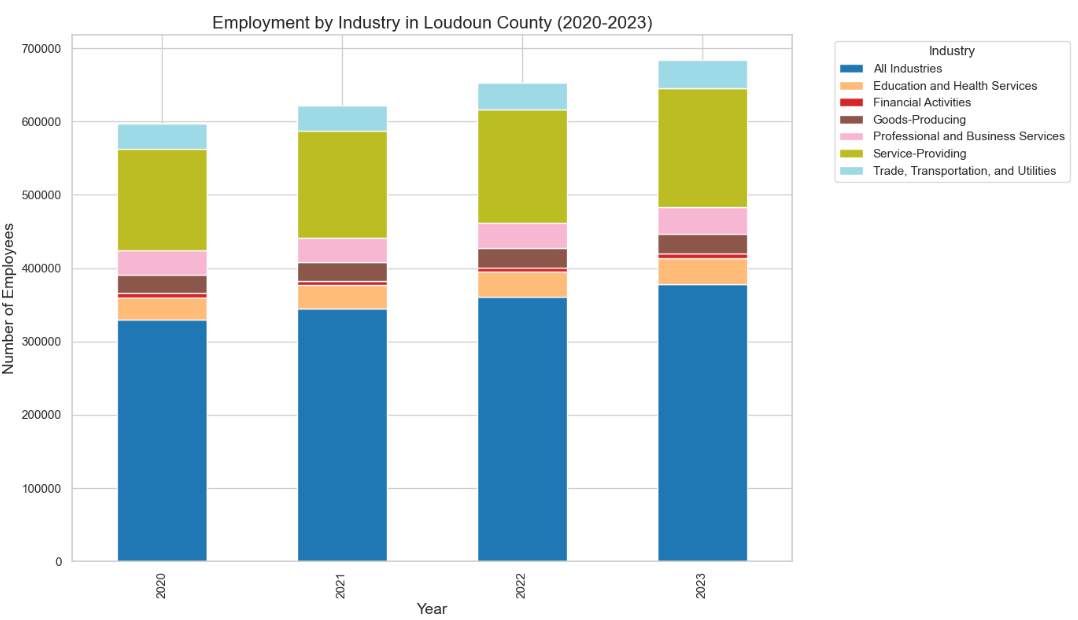 Employment by Industry in Loudoun County (2020-2023)
Number of Employees
700000
600000
500000
400000
300000
200000
100000
0
2020
2021
2022
2023
Year
Industry
All Industries
Education and Health Services
Financial Activities
Goods-Producing
Professional and Business Services
Service-Providing
Trade, Transportation, and Utilities